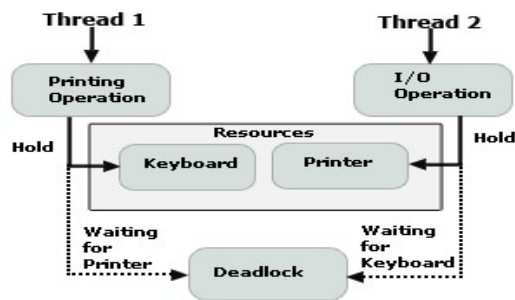 Thread 1
Thread 2
Printing
Operation
I/O
Operation
Hold
Resources
Hold
Keyboard
Printer
Waiting
for
Printer
Waiting
for
Keyboard
Deadlock